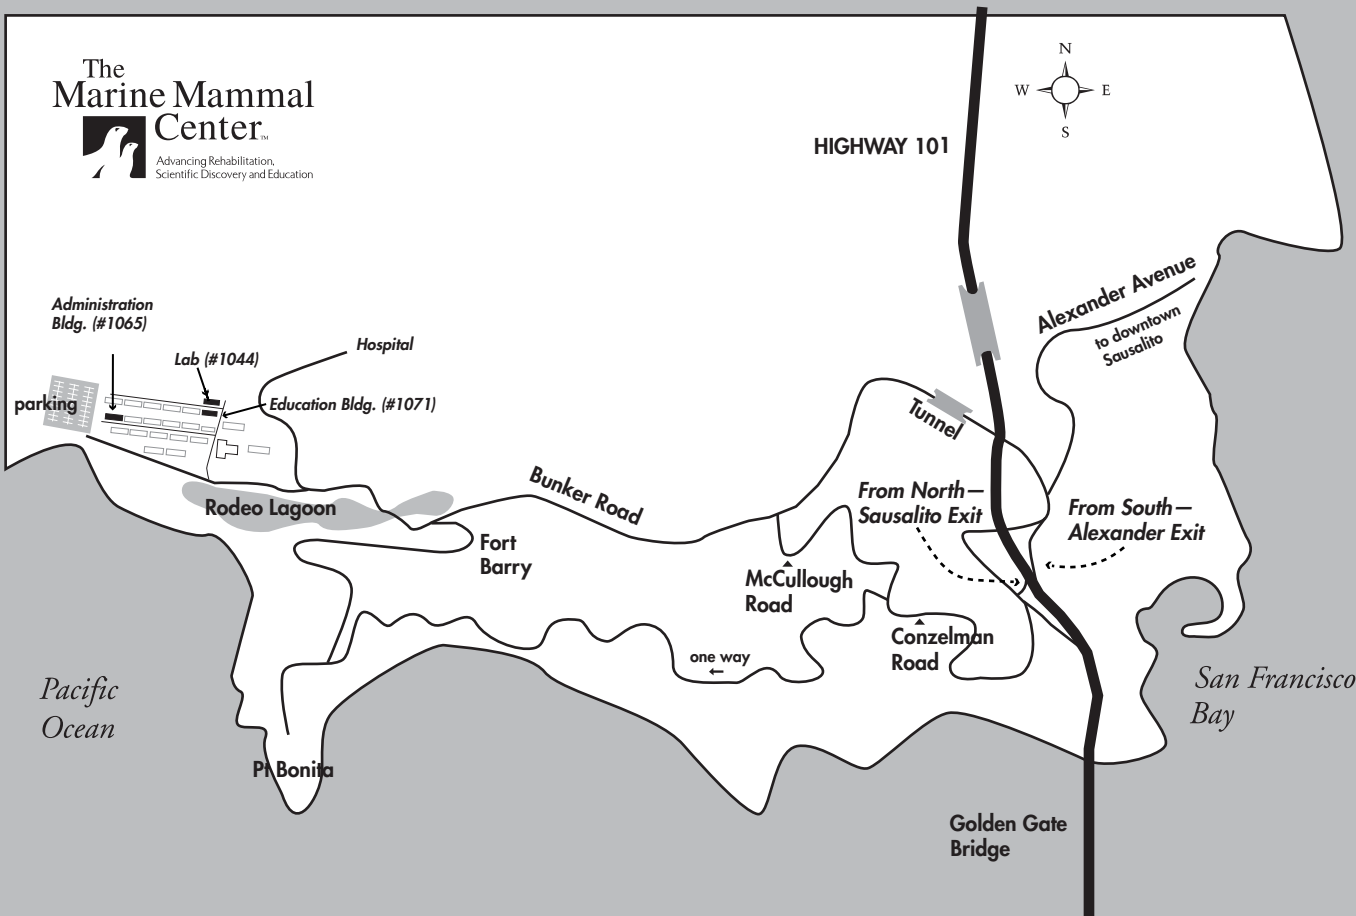 The
Marine Mammal
Center™
Advancing Rehabilitation,
Scientific Discovery and Education
N
W
E
S
HIGHWAY 101
Alexander Avenue
to downtown
Sausalito
Administration
Bldg. (#1065)
Lab (#1044)
Hospital
parking
Education Bldg. (#1071)
Tunnel
Rodeo Lagoon
Bunker Road
From North—
Sausalito Exit
From South—
Alexander Exit
Fort
Barry
McCullough
Road
Conzelman
Road
one way
Pacific
Ocean
San Francisco
Bay
Pt Bonita
Golden Gate
Bridge